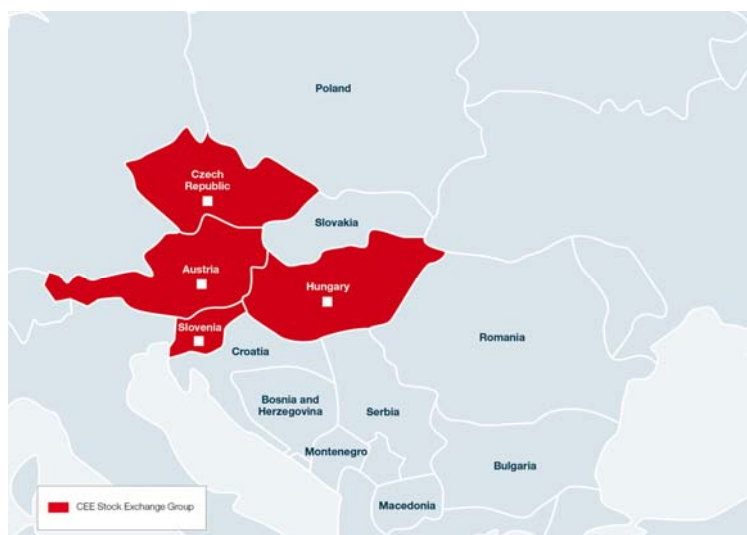 Poland
Czech
Republic
Slovakia
Austria
Hungary
Slovenia
Croatia
Romania
Bosnia and
Herzegovina
Serbia
Montenegro
Bulgaria
Macedonia
CEE Stock Exchange Group